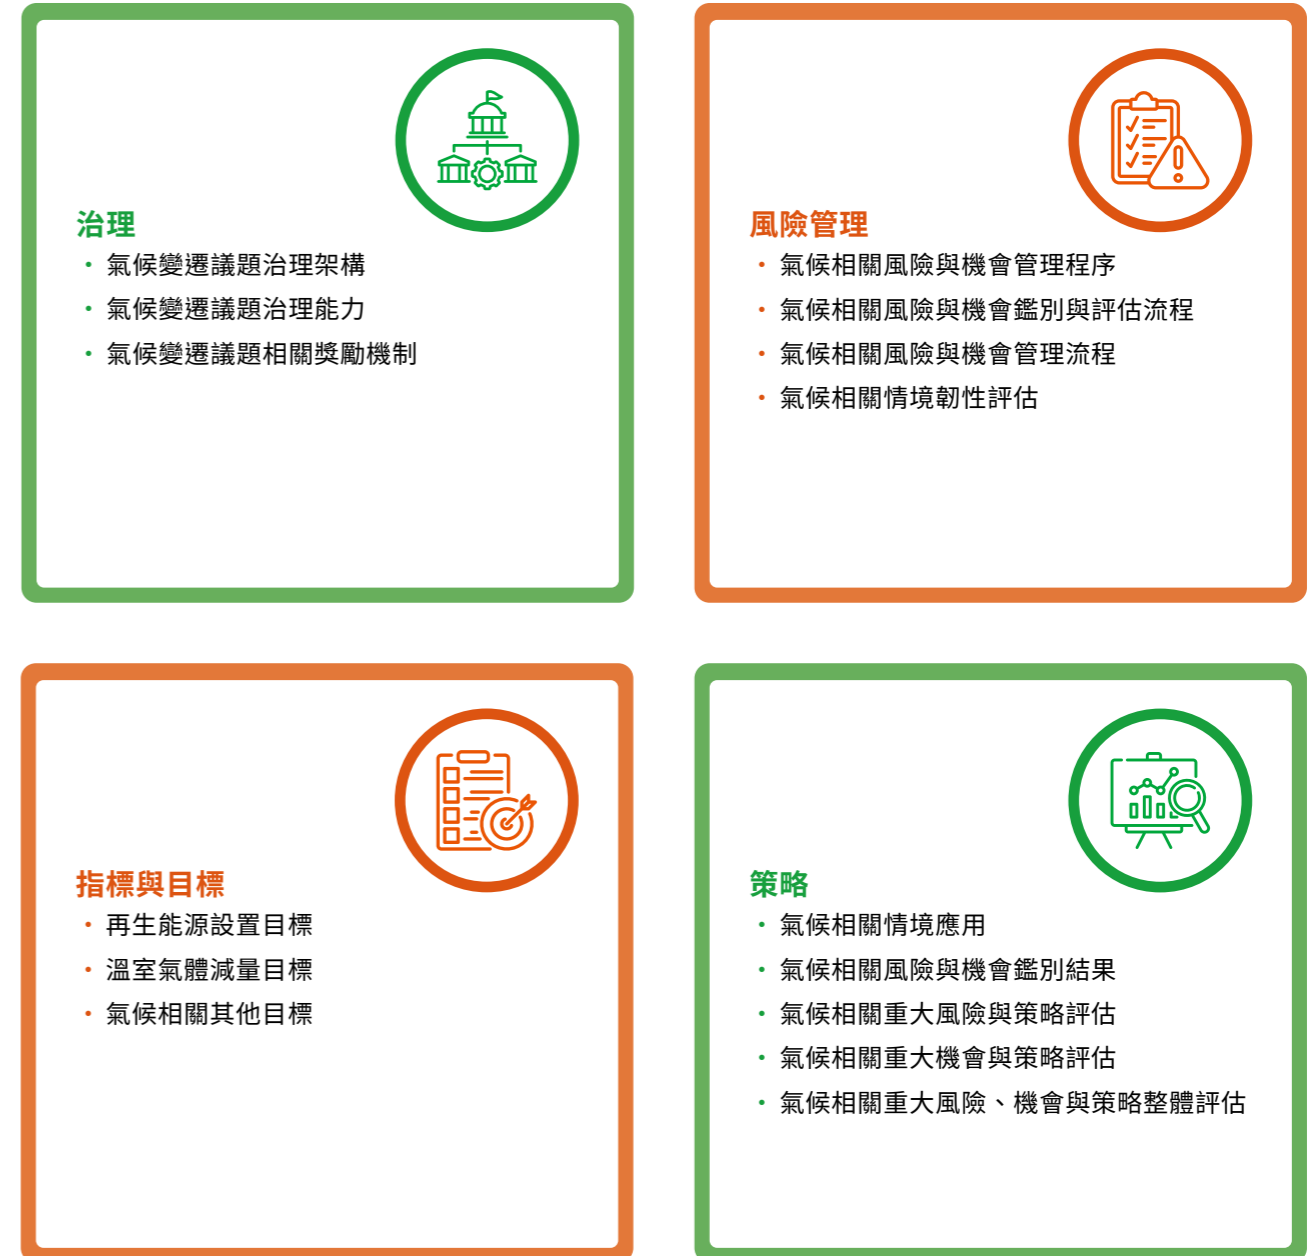 治理
・氣候變遷議題治理架構
・氣候變遷議題治理能力
・氣候變遷議題相關獎勵機制
風險管理
・氣候相關風險與機會管理程序
・氣候相關風險與機會鑑別與評估流程
・氣候相關風險與機會管理流程
・氣候相關情境韌性評估
指標與目標
・再生能源設置目標
・溫室氣體減量目標
・氣候相關其他目標
策略
・氣候相關情境應用
・氣候相關風險與機會鑑別結果
・氣候相關重大風險與策略評估
・氣候相關重大機會與策略評估
・氣候相關重大風險、機會與策略整體評估